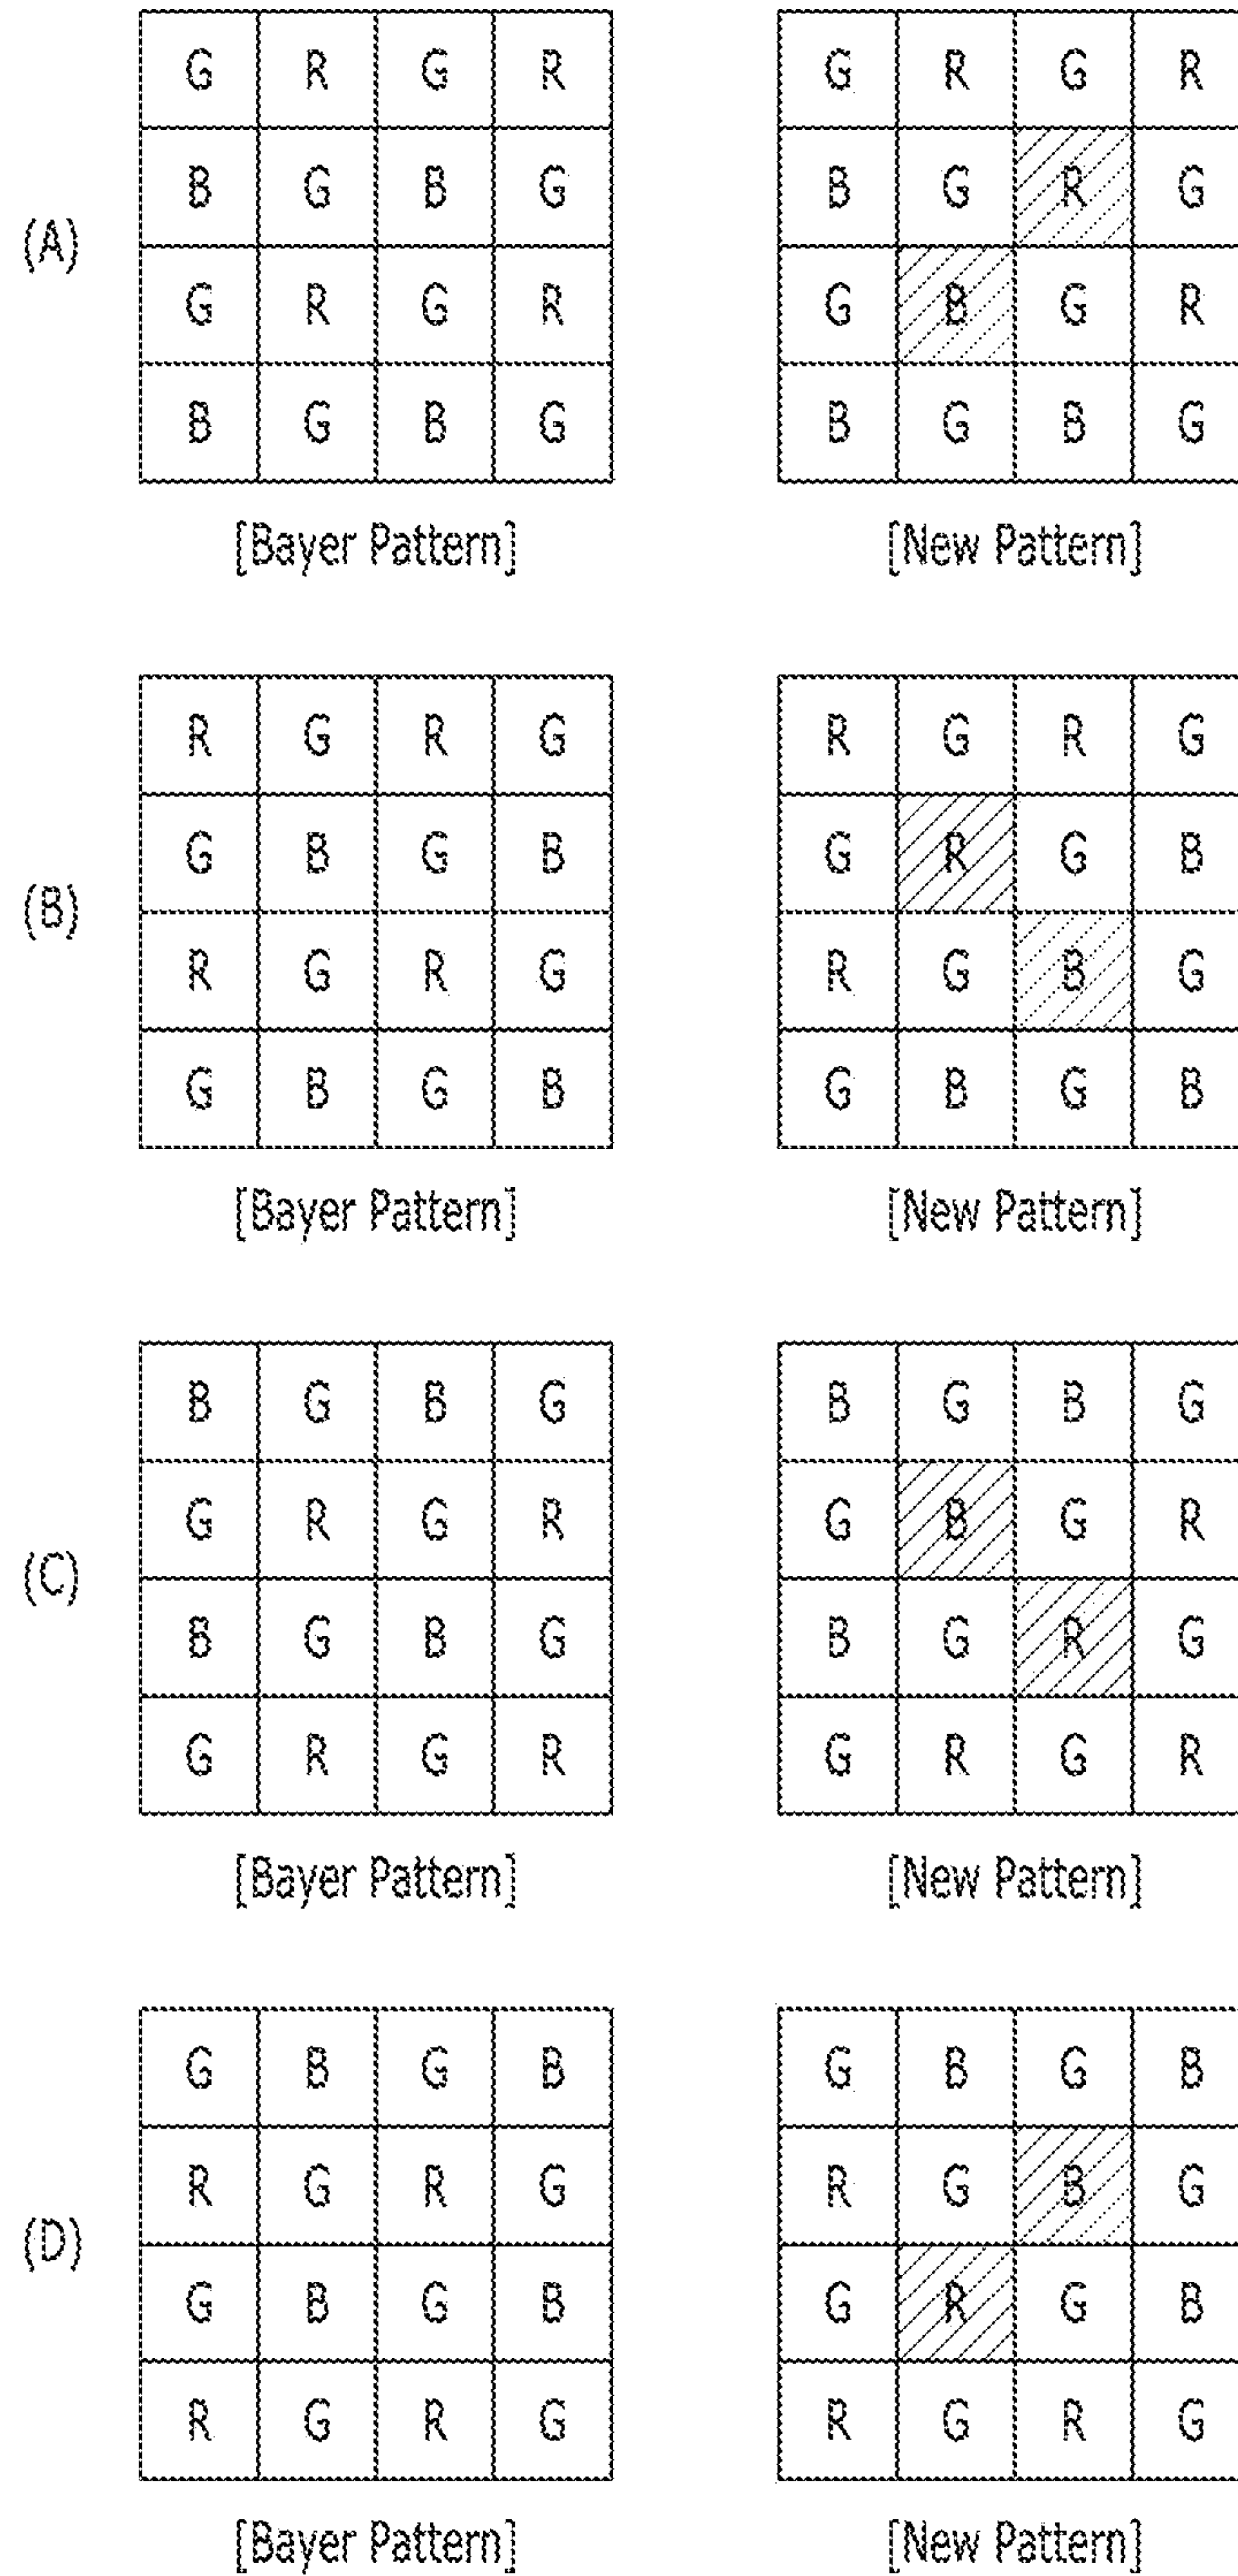 G R G R G R G R
B G B G B G R G
(A)
G R G R G B G R
B G B G B G B G
[Bayer Pattern] [New Pattern]
R G R G R G R G
G B G B G R G B
(B)
R G R G R G B G
G B G B G B G B
[Bayer Pattern] [New Pattern]
B G B G B G B G
G R G R G B G R
(C)
B G B G B G R G
G R G R G R G R
[Bayer Pattern] [New Pattern]
G B G B G B G B
R G R G R G B G
(D)
G B G B G R G B
R G R G R G R G
[Bayer Pattern] [New Pattern]